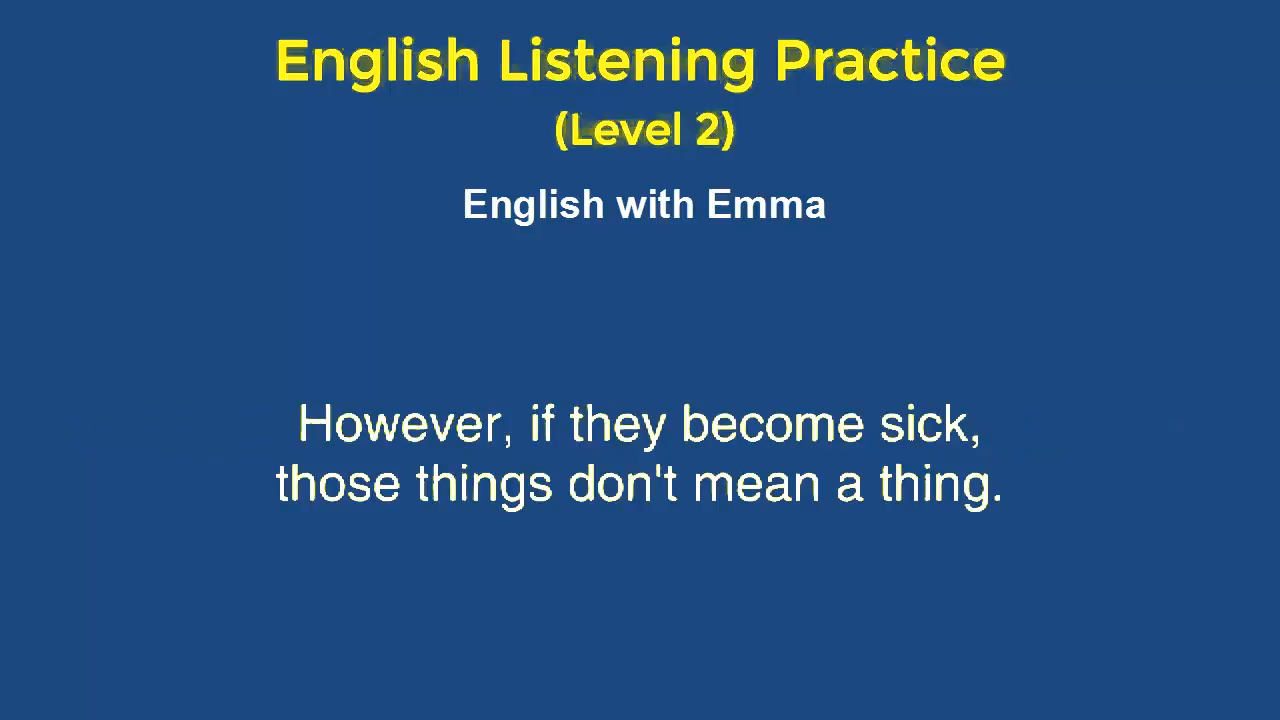 English Listening Practice
(Level 2)
English with Emma
However, if they become sick,
those things don't mean a thing.